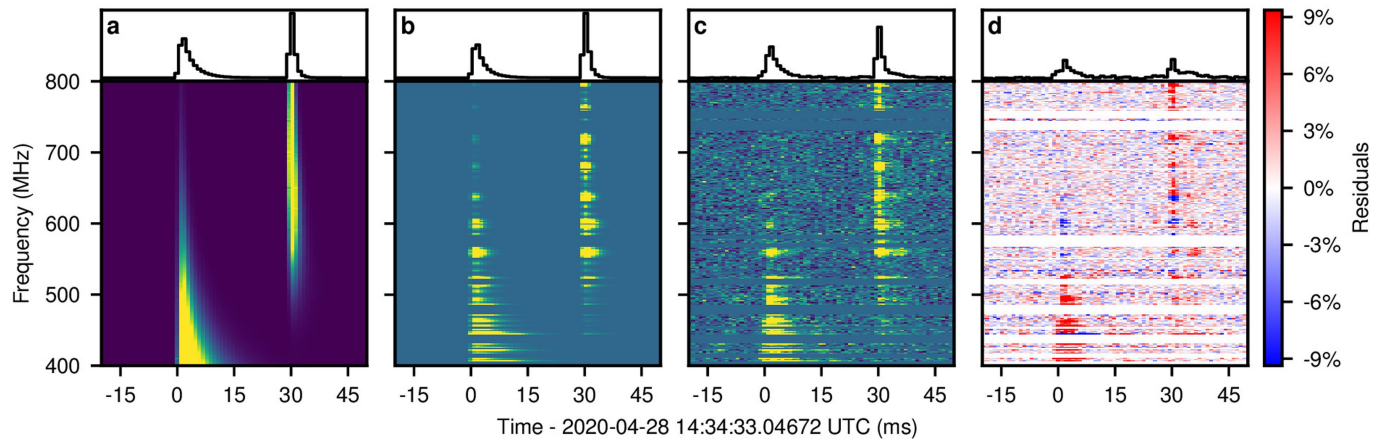 a b c d
800
700
600
500
400
Frequency (MHz)
-15 0 15 30 45 -15 0 15 30 45 -15 0 15 30 45 -15 0 15 30 45
Time - 2020-04-28 14:34:33.04672 UTC (ms)
9%
6%
3%
0%
-3%
-6%
-9%
Residuals